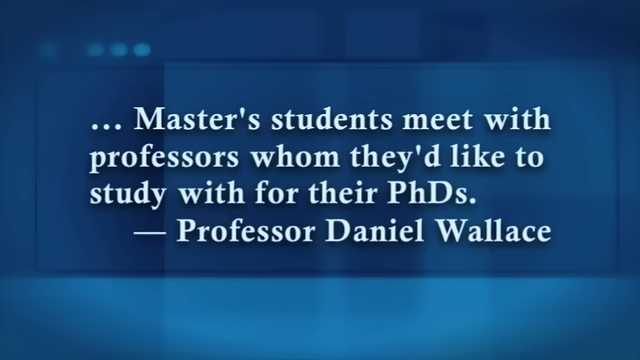 … Master's students meet with
professors whom they'd like to
study with for their PhDs.
— Professor Daniel Wallace